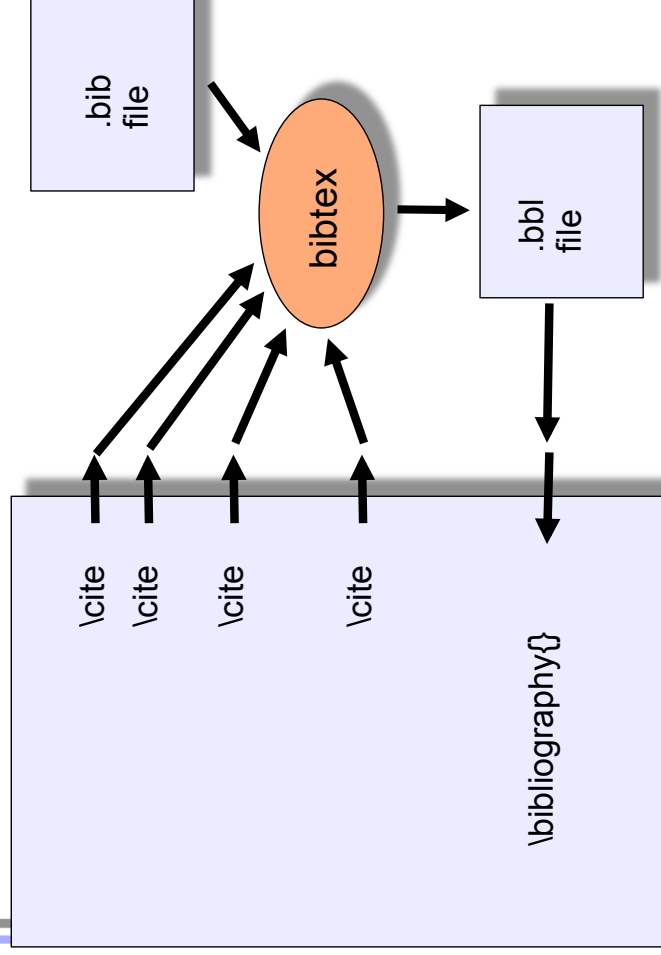 \cite
\cite
\cite
\cite
\bibliography{}
bibtex
.bib
file
.bbl
file